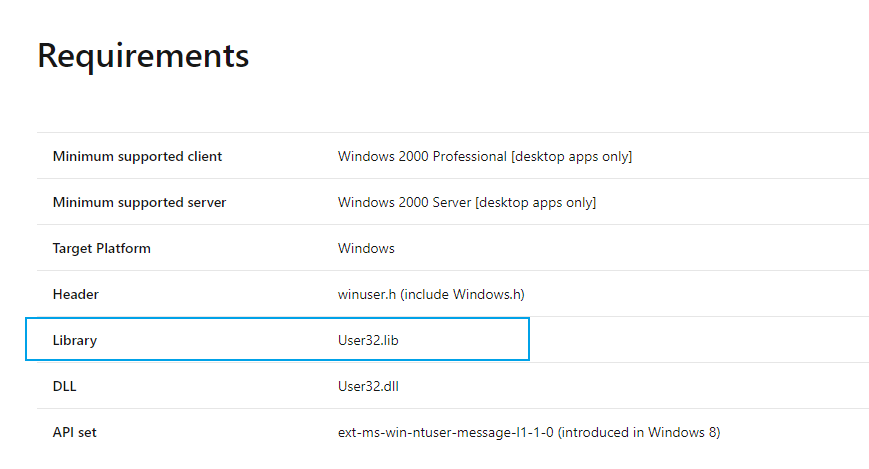 Requirements
Minimum supported client Windows 2000 Professional [desktop apps only]
Minimum supported server Windows 2000 Server [desktop apps only]
Target Platform Windows
Header winuser.h (include Windows.h)
Library User32.lib
DLL User32.dll
API set ext-ms-win-ntuser-message-l1-1-0 (introduced in Windows 8)